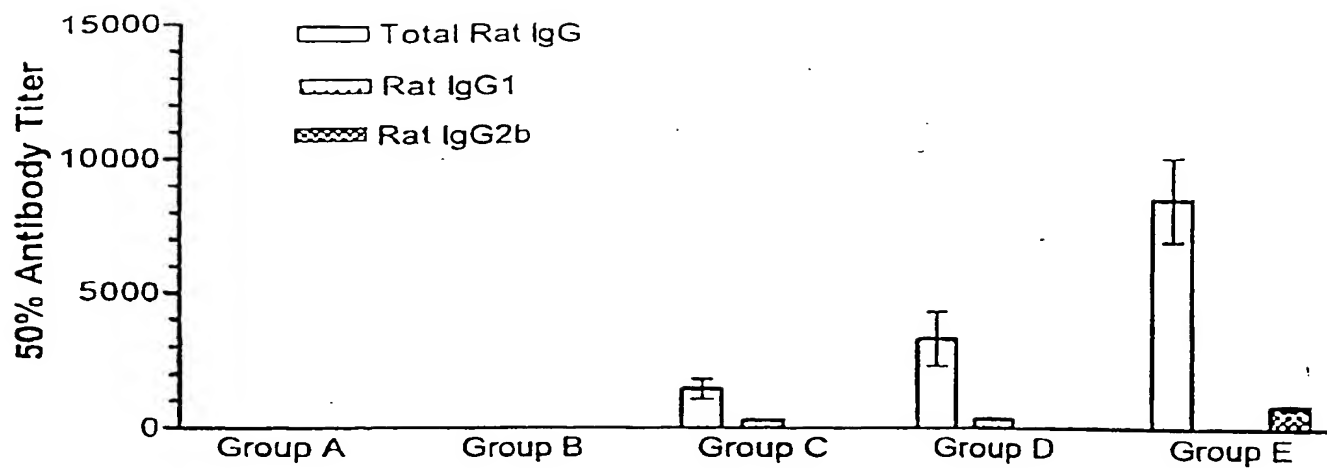 50% Antibody Titer
15000
10000
5000
0
Total Rat IgG
Rat IgG1
Rat IgG2b
Group A Group B Group C Group D Group E